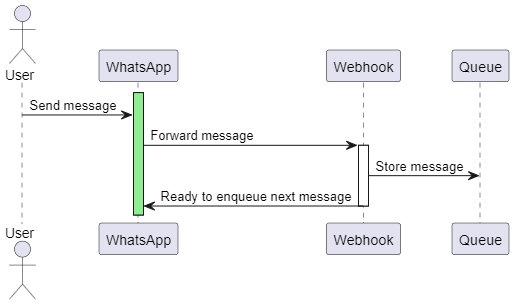 User
WhatsApp
Webhook
Queue
Send message
Forward message
Store message
Ready to enqueue next message
User
WhatsApp
Webhook
Queue